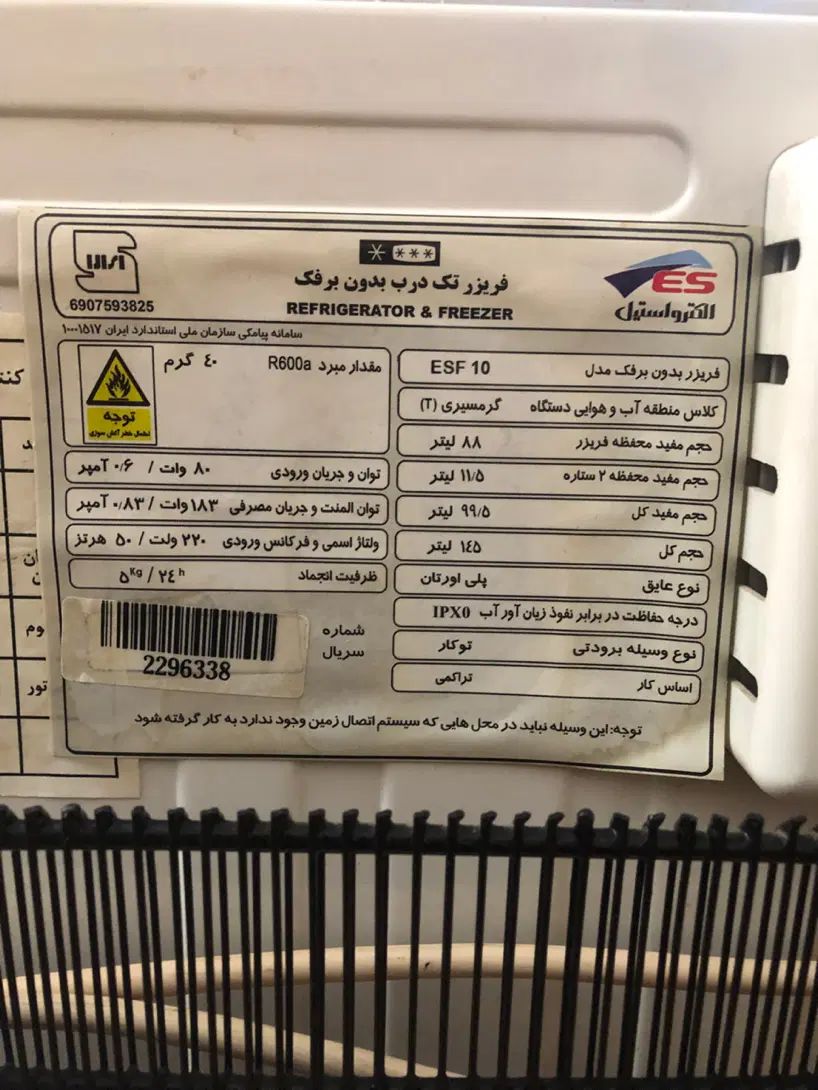 6907593825
فریزر تک درب بدون برفک
REFRIGERATOR & FREEZER
ES
الکترواستیل
سامانه پیامکی سازمان ملی استاندارد ایران ۱۰۰۰۱۵۱۷
فریزر بدون برفک مدل ESF 10
کلاس منطقه آب و هوایی دستگاه گرمسیری (T)
حجم مفید محفظه فریزر ۸۸ لیتر
حجم مفید محفظه ۲ ستاره ۱۱/۵ لیتر
حجم مفید کل ۹۹/۵ لیتر
حجم کل ۱٤۵ لیتر
نوع عایق پلی اورتان
درجه حفاظت در برابر نفوذ زیان آور آب IPX0
نوع وسیله برودتی توکار
اساس کار تراکمی
مقدار مبرد R600a ٤۰ گرم
توجه
احتمال خطر آتش سوزی
توان و جریان ورودی ۸۰ وات / ۰/۶ آمپر
توان المنت و جریان مصرفی ۱۸۳ وات / ۰/۸۳ آمپر
ولتاژ اسمی و فرکانس ورودی ۲۲۰ ولت / ۵۰ هرتز
ظرفیت انجماد ۵Kg / ۲٤h
شماره
سریال
2296338
توجه: این وسیله نباید در محل هایی که سیستم اتصال زمین وجود ندارد به کار گرفته شود